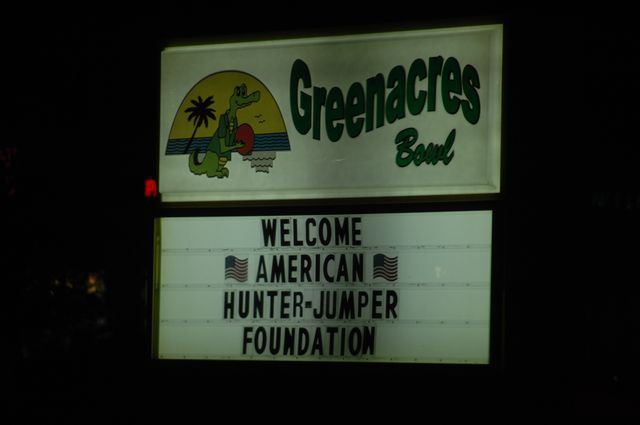 Greenacres
Bowl
WELCOME
AMERICAN
HUNTER-JUMPER
FOUNDATION